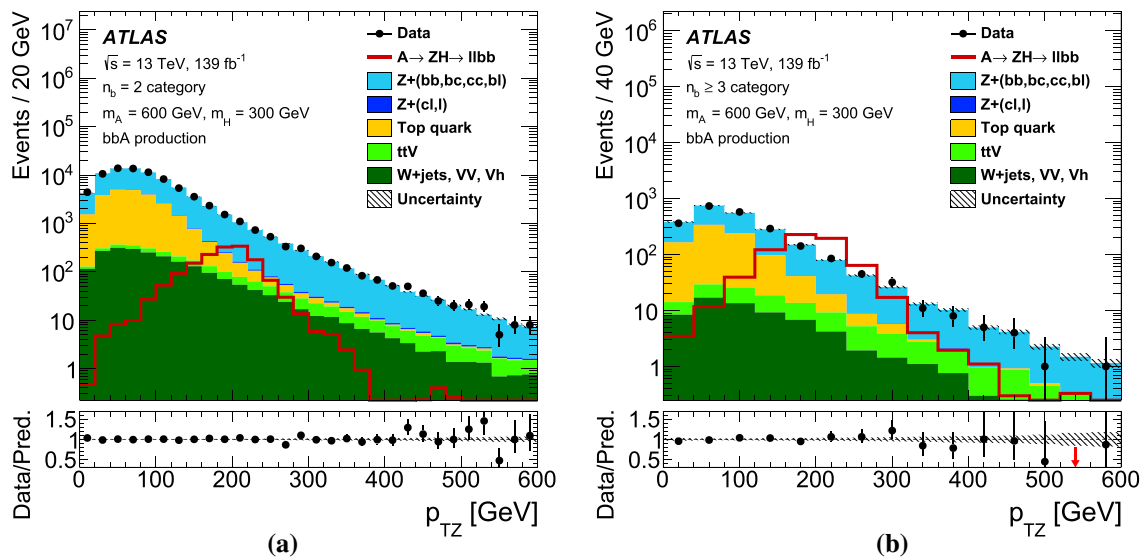 Events / 20 GeV
10⁷
10⁶
10⁵
10⁴
10³
10²
10
1
ATLAS
√s = 13 TeV, 139 fb⁻¹
n_b = 2 category
m_A = 600 GeV, m_H = 300 GeV
bbA production
Data
A→ ZH→ llbb
Z+(bb,bc,cc,bl)
Z+(cl,l)
Top quark
ttV
W+jets, VV, Vh
Uncertainty
Data/Pred.
1.5
1
0.5
0 100 200 300 400 500 600
p_TZ [GeV]
(a)
Events / 40 GeV
10⁶
10⁵
10⁴
10³
10²
10
1
ATLAS
√s = 13 TeV, 139 fb⁻¹
n_b ≥ 3 category
m_A = 600 GeV, m_H = 300 GeV
bbA production
Data
A→ ZH→ llbb
Z+(bb,bc,cc,bl)
Z+(cl,l)
Top quark
ttV
W+jets, VV, Vh
Uncertainty
Data/Pred.
1.5
1
0.5
0 100 200 300 400 500 600
p_TZ [GeV]
(b)